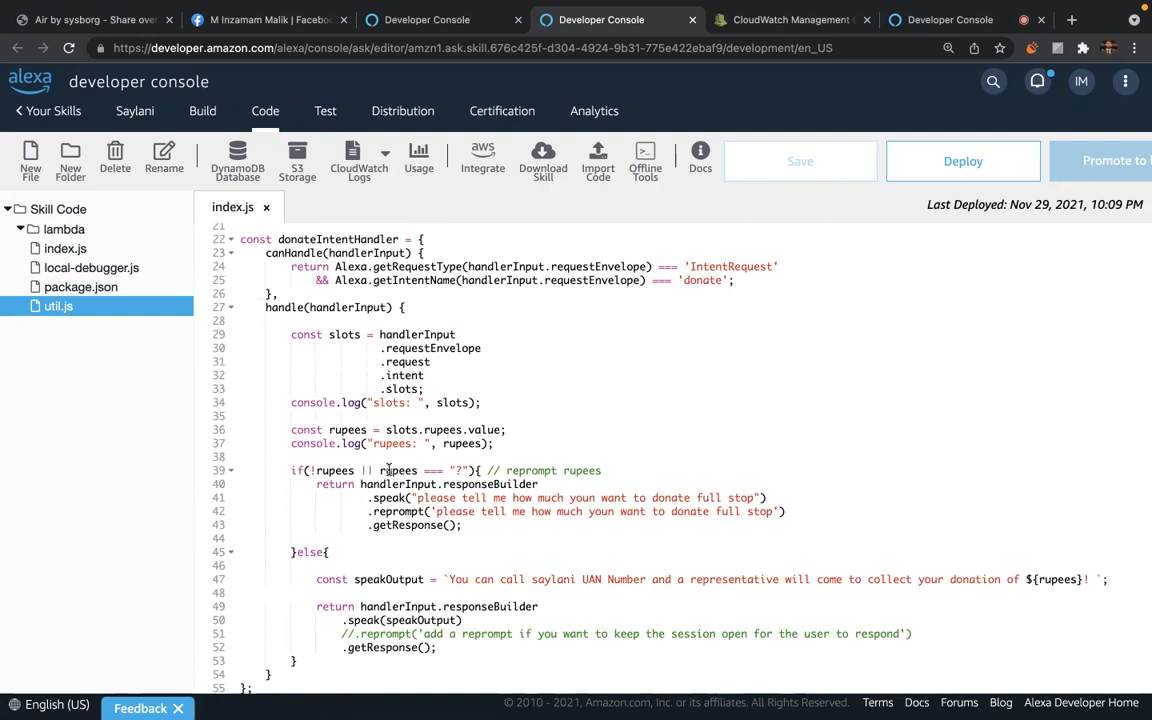 Air by sysborg - Share over
M Inzamam Malik | Faceboo
Developer Console
Developer Console
CloudWatch Management C
Developer Console
https://developer.amazon.com/alexa/console/ask/editor/amzn1.ask.skill.676c425f-d304-4924-9b31-775e422ebaf9/development/en_US
alexa developer console
IM
Your Skills
Saylani
Build
Code
Test
Distribution
Certification
Analytics
New File
New Folder
Delete
Rename
DynamoDB Database
S3 Storage
CloudWatch Logs
Usage
aws Integrate
Download Skill
Import Code
Offline Tools
Docs
Save
Deploy
Promote to l
Skill Code
lambda
index.js
local-debugger.js
package.json
util.js
index.js ×
Last Deployed: Nov 29, 2021, 10:09 PM
21
22 const donateIntentHandler = {
23 canHandle(handlerInput) {
24 return Alexa.getRequestType(handlerInput.requestEnvelope) === 'IntentRequest'
25 && Alexa.getIntentName(handlerInput.requestEnvelope) === 'donate';
26 },
27 handle(handlerInput) {
28
29 const slots = handlerInput
30 .requestEnvelope
31 .request
32 .intent
33 .slots;
34 console.log("slots: ", slots);
35
36 const rupees = slots.rupees.value;
37 console.log("rupees: ", rupees);
38
39 if(!rupees || rupees === "?"){ // reprompt rupees
40 return handlerInput.responseBuilder
41 .speak("please tell me how much youn want to donate full stop")
42 .reprompt('please tell me how much youn want to donate full stop')
43 .getResponse();
44
45 }else{
46
47 const speakOutput = `You can call saylani UAN Number and a representative will come to collect your donation of ${rupees}! `;
48
49 return handlerInput.responseBuilder
50 .speak(speakOutput)
51 //.reprompt('add a reprompt if you want to keep the session open for the user to respond')
52 .getResponse();
53 }
54 }
55 };
English (US)
Feedback ×
© 2010 - 2021, Amazon.com, Inc. or its affiliates. All Rights Reserved.
Terms
Docs
Forums
Blog
Alexa Developer Home